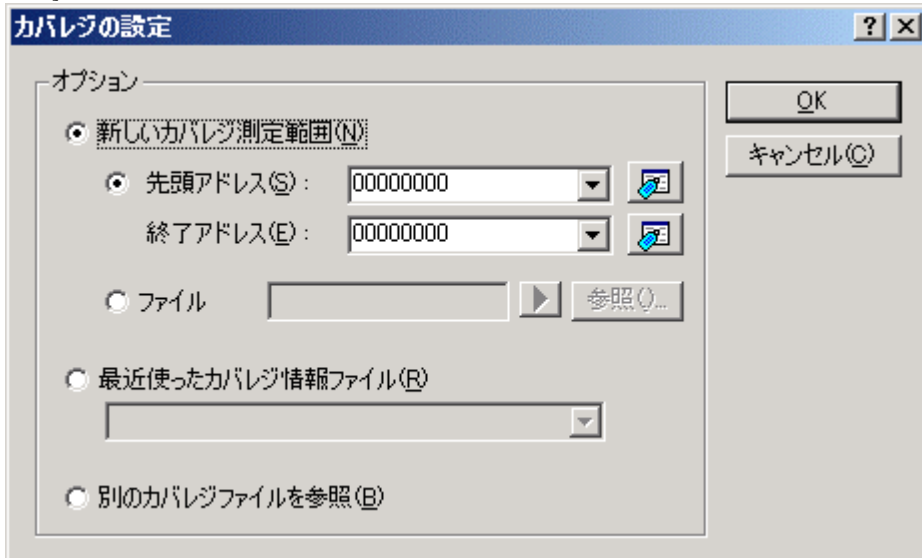 カバレジの設定
オプション
新しいカバレジ測定範囲(N)
先頭アドレス(S):
00000000
終了アドレス(E):
00000000
ファイル
参照()...
最近使ったカバレジ情報ファイル(R)
別のカバレジファイルを参照(B)
OK
キャンセル(C)